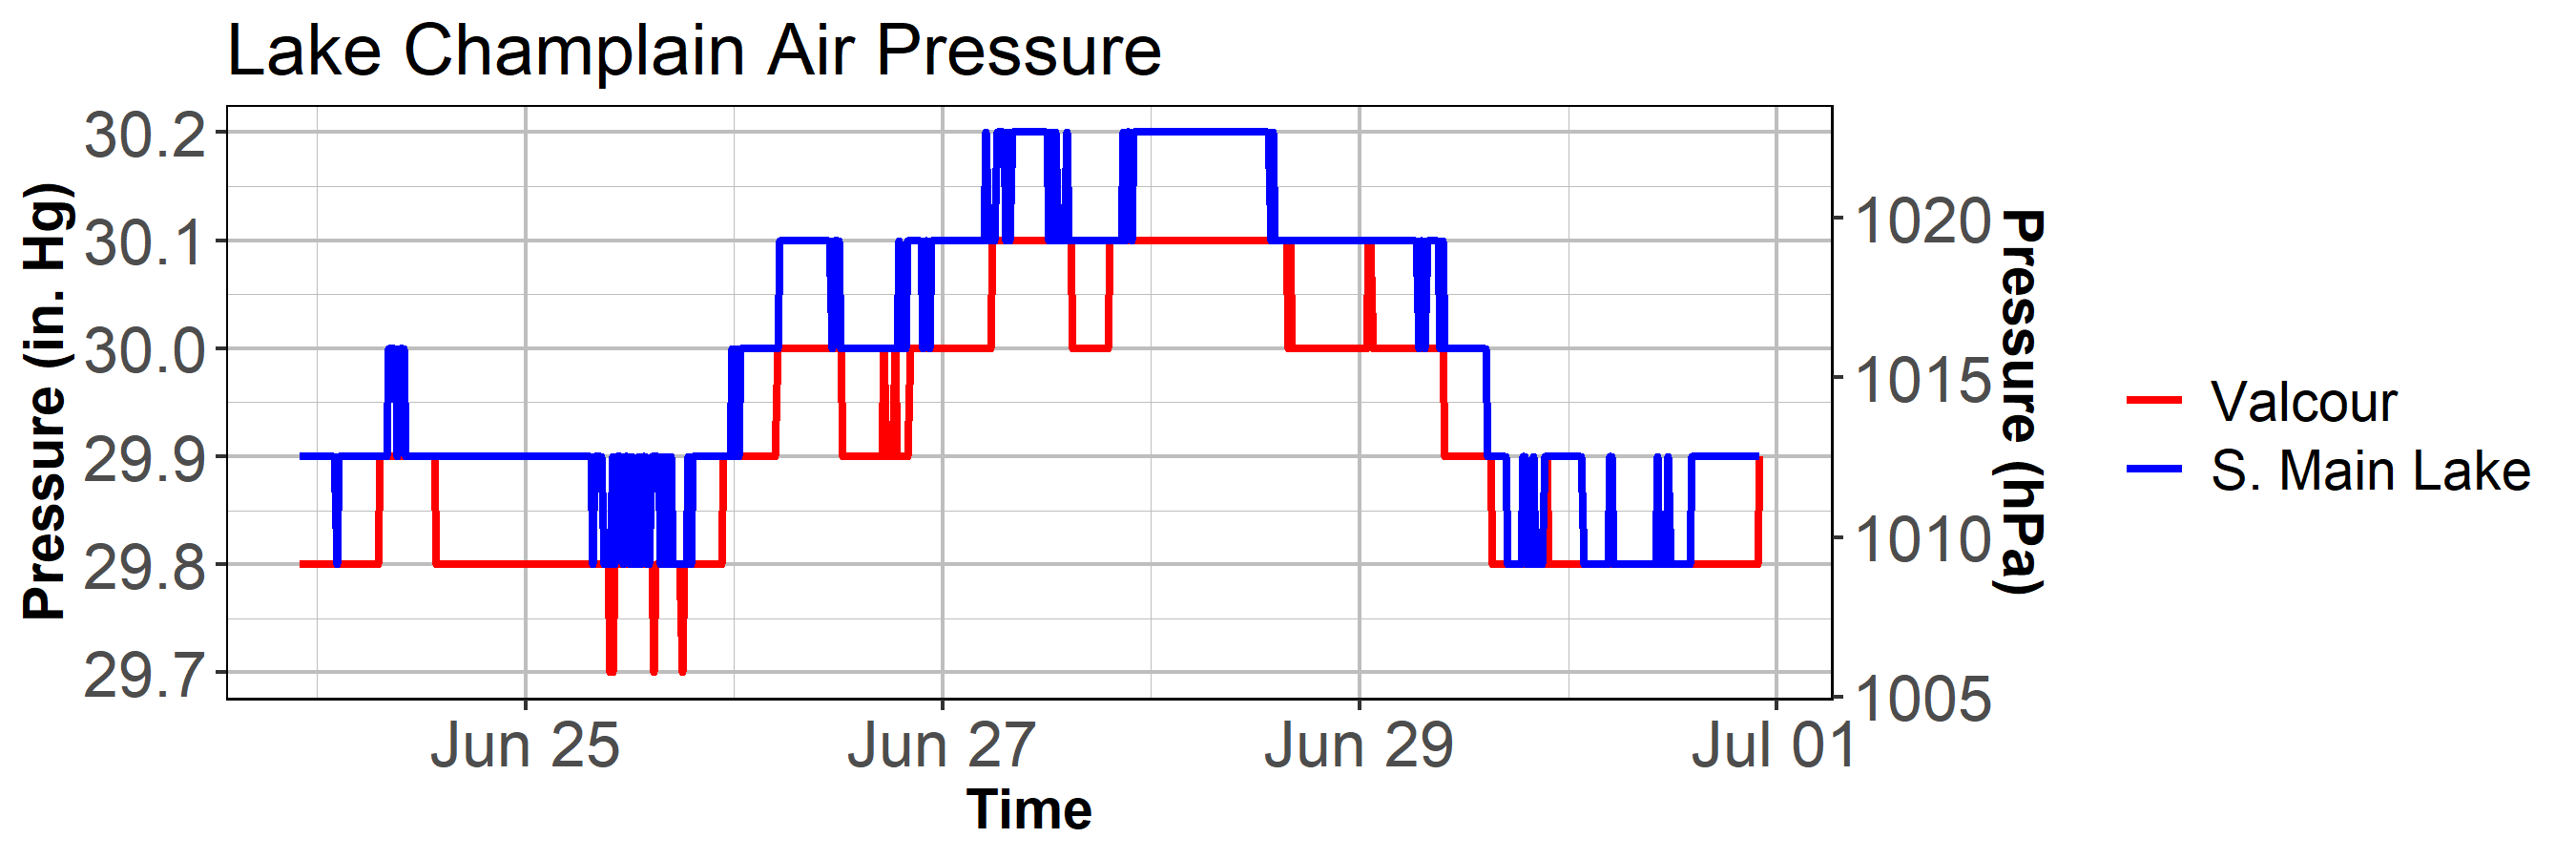 Lake Champlain Air Pressure
Pressure (in. Hg)
30.2
30.1
30.0
29.9
29.8
29.7
1020
1015
1010
1005
Pressure (hPa)
Jun 25
Jun 27
Jun 29
Jul 01
Time
Valcour
S. Main Lake